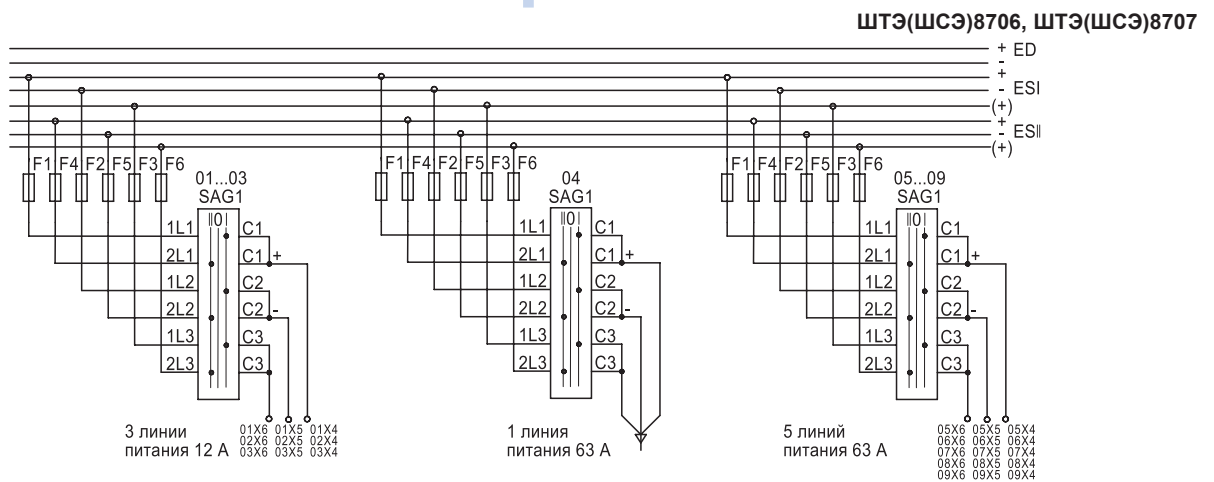 ШТЭ(ШСЭ)8706, ШТЭ(ШСЭ)8707
+ ED
-
+
- ESI
(+)
+
- ESII
(+)
F1 F4 F2 F5 F3 F6
01...03
SAG1
II0I
1L1 C1
2L1 C1 +
1L2 C2
2L2 C2 -
1L3 C3
2L3 C3
3 линии
питания 12 А
01X6 01X5 01X4
02X6 02X5 02X4
03X6 03X5 03X4
F1 F4 F2 F5 F3 F6
04
SAG1
II0I
1L1 C1
2L1 C1 +
1L2 C2
2L2 C2 -
1L3 C3
2L3 C3
1 линия
питания 63 А
F1 F4 F2 F5 F3 F6
05...09
SAG1
II0I
1L1 C1
2L1 C1 +
1L2 C2
2L2 C2 -
1L3 C3
2L3 C3
5 линий
питания 63 А
05X6 05X5 05X4
06X6 06X5 06X4
07X6 07X5 07X4
08X6 08X5 08X4
09X6 09X5 09X4